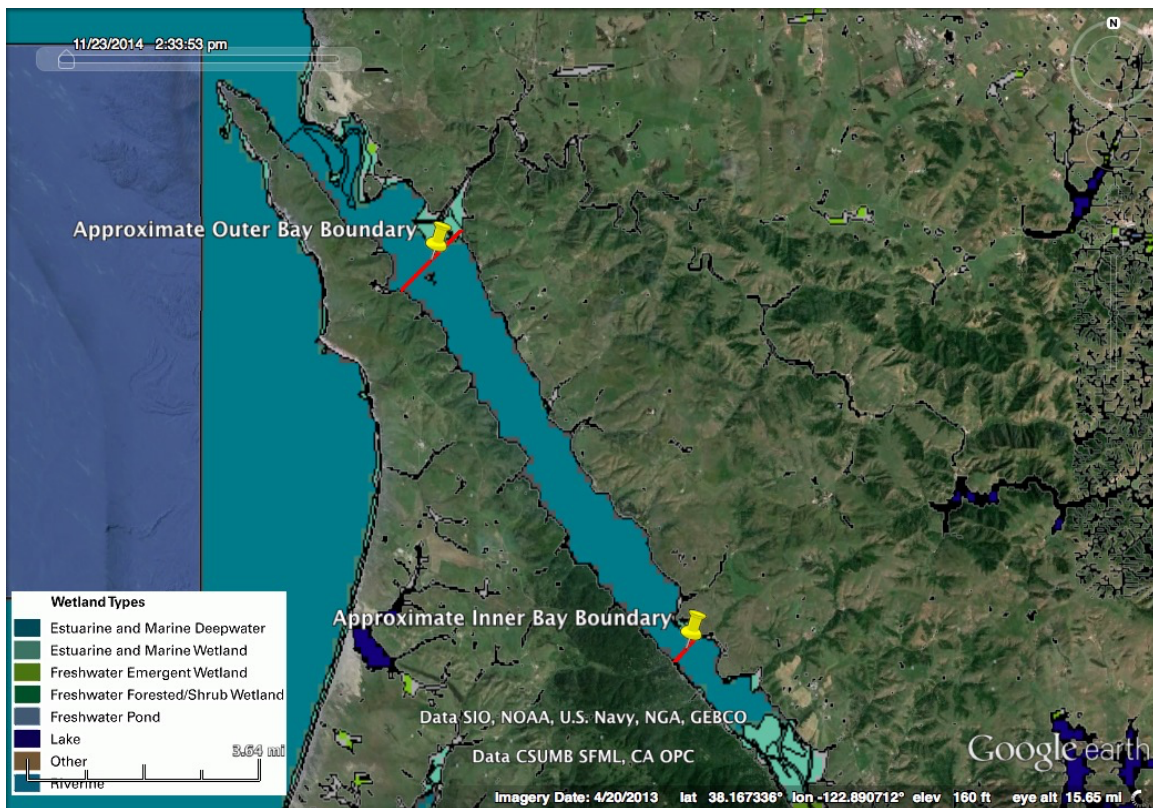 11/23/2014 2:33:53 pm
N
Approximate Outer Bay Boundary
Approximate Inner Bay Boundary
Wetland Types
Estuarine and Marine Deepwater
Estuarine and Marine Wetland
Freshwater Emergent Wetland
Freshwater Forested/Shrub Wetland
Freshwater Pond
Lake
Other
3.64 mi
Riverine
Data SIO, NOAA, U.S. Navy, NGA, GEBCO
Data CSUMB SFML, CA OPC
Google earth
Imagery Date: 4/20/2013 lat 38.167336° lon -122.890712° elev 160 ft eye alt 15.65 mi